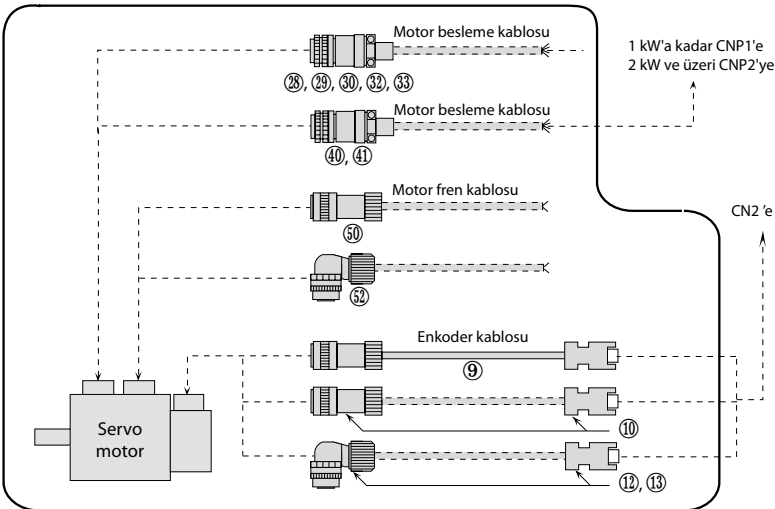 Motor besleme kablosu
1 kW'a kadar CNP1'e
2 kW ve üzeri CNP2'ye
㉘, ㉙, ㉚, ㉜, ㉝
Motor besleme kablosu
㊵, ㊶
Motor fren kablosu
CN2 'e
㊿
52
Enkoder kablosu
⑨
⑩
Servo
motor
⑫, ⑬